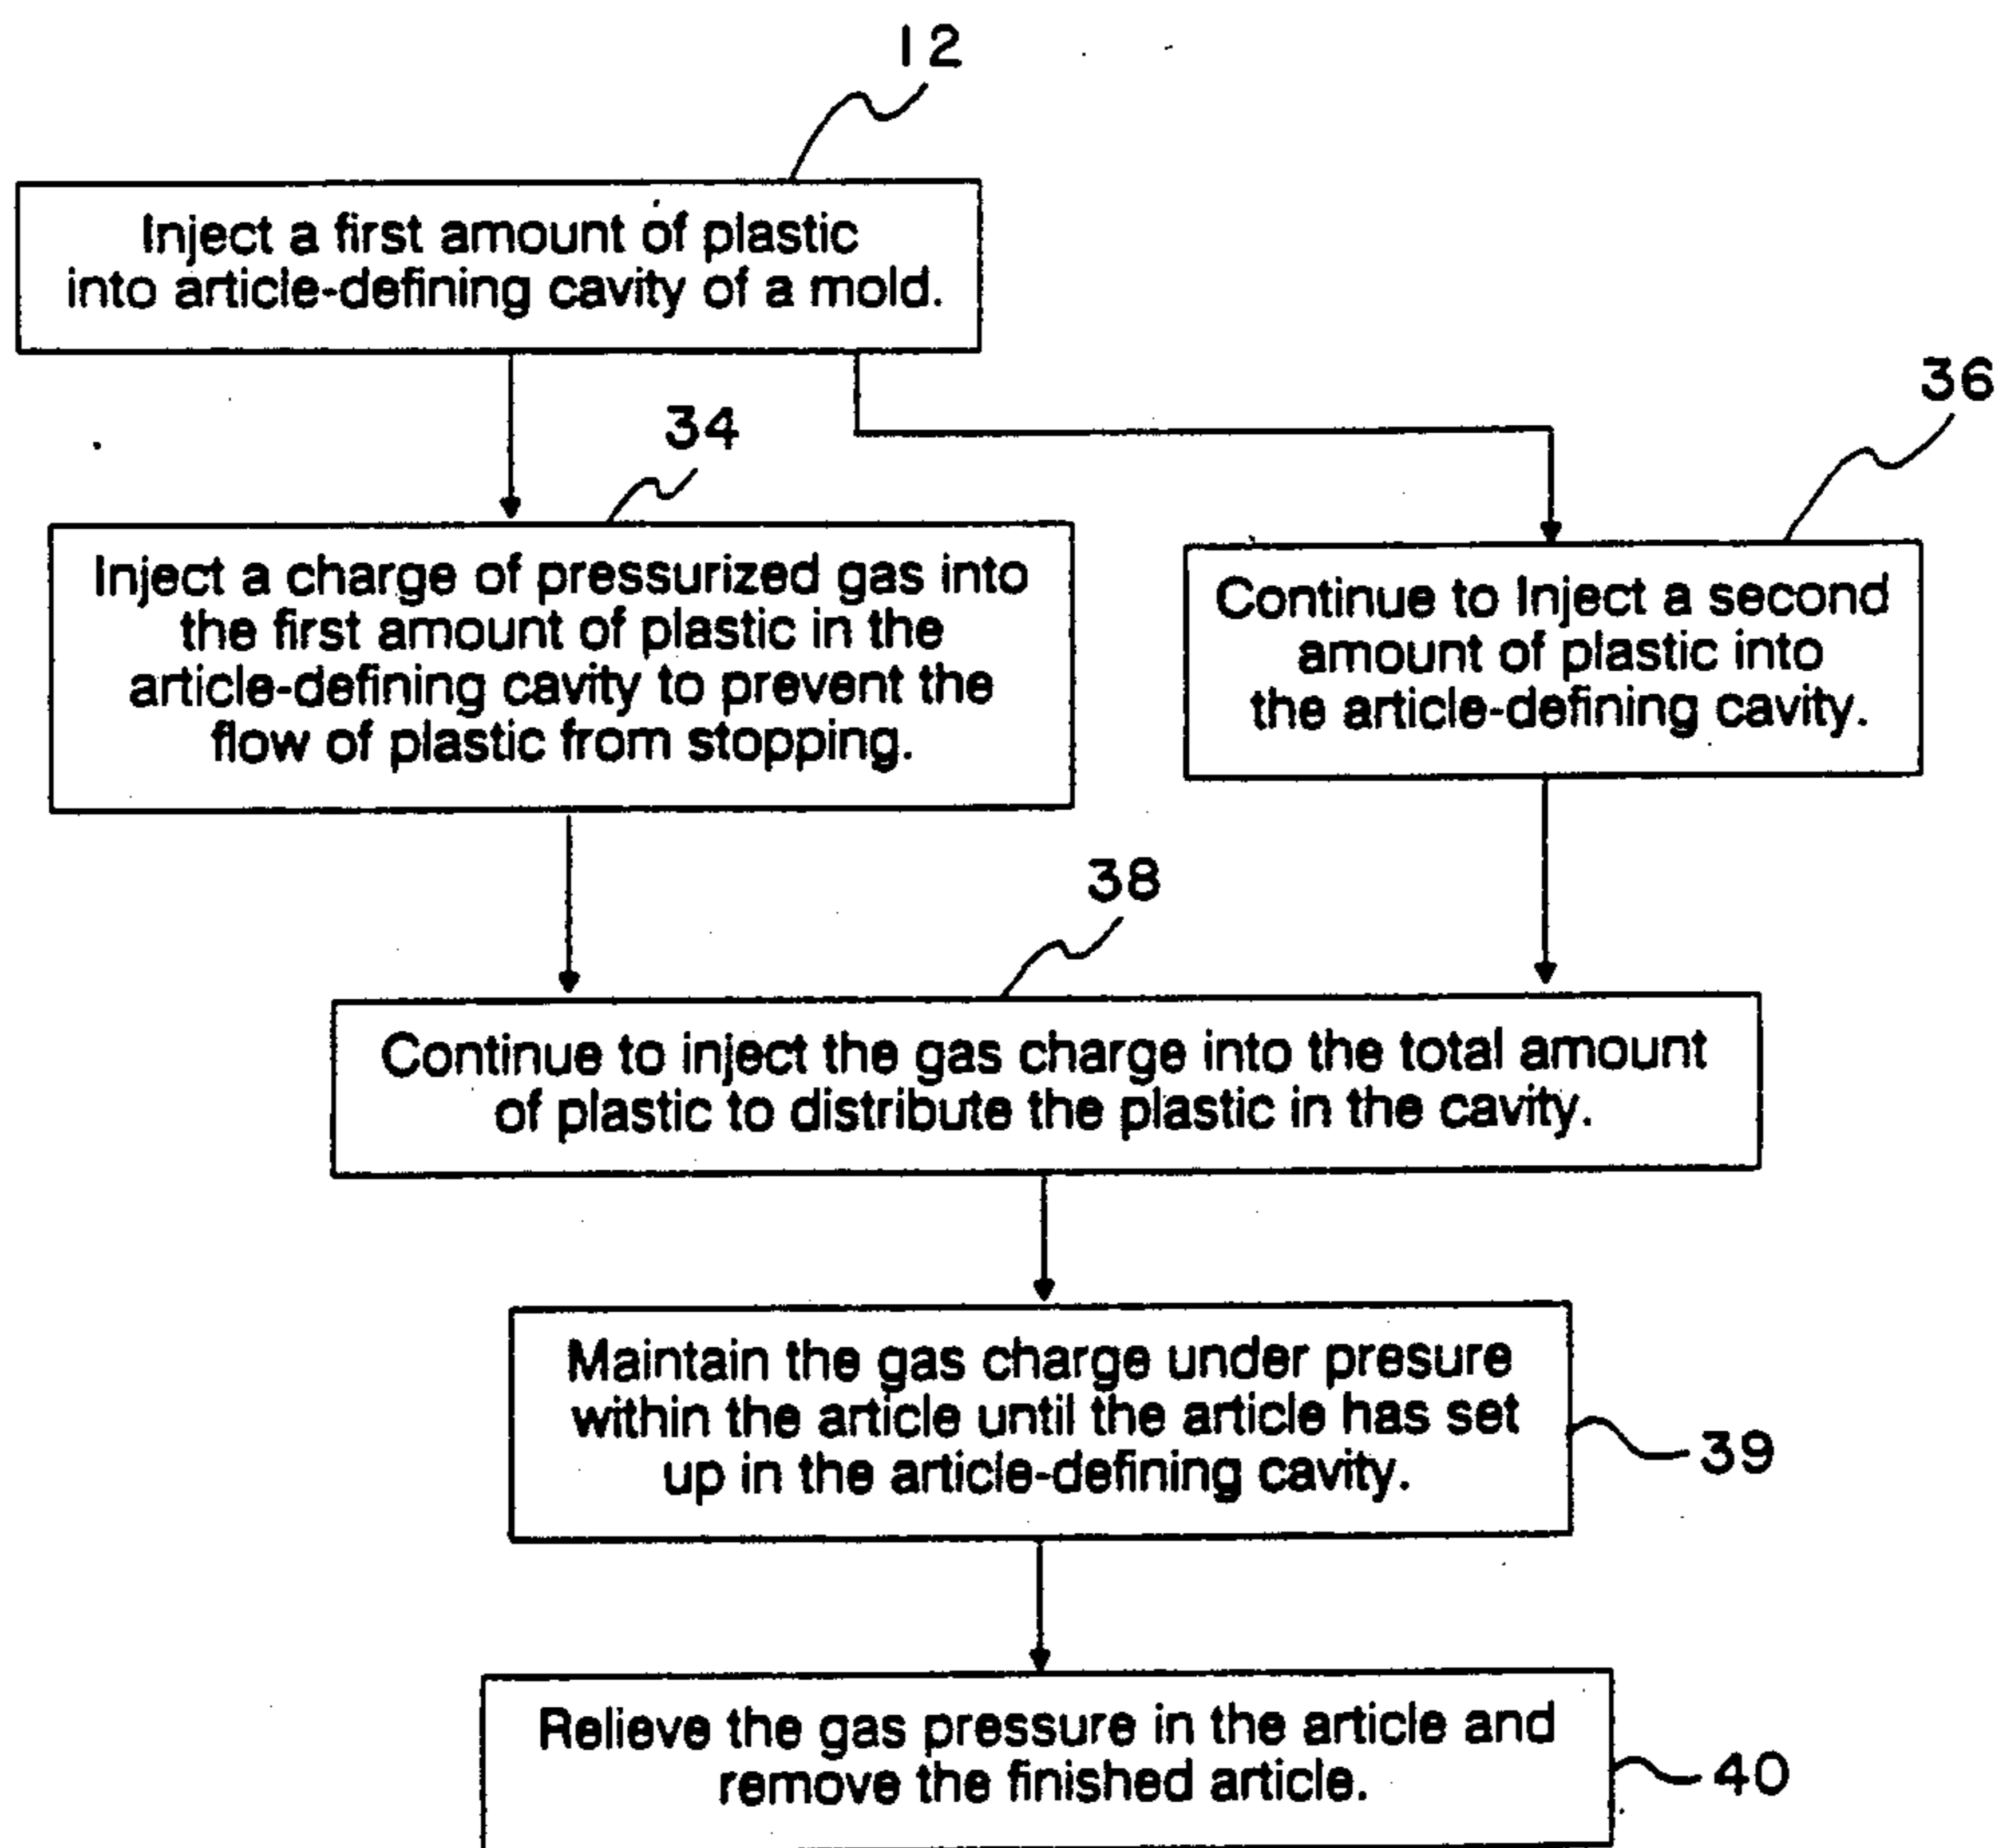 12
Inject a first amount of plastic
into article-defining cavity of a mold.
34
36
Inject a charge of pressurized gas into
the first amount of plastic in the
article-defining cavity to prevent the
flow of plastic from stopping.
Continue to Inject a second
amount of plastic into
the article-defining cavity.
38
Continue to inject the gas charge into the total amount
of plastic to distribute the plastic in the cavity.
Maintain the gas charge under presure
within the article until the article has set
up in the article-defining cavity.
39
Relieve the gas pressure in the article and
remove the finished article.
40